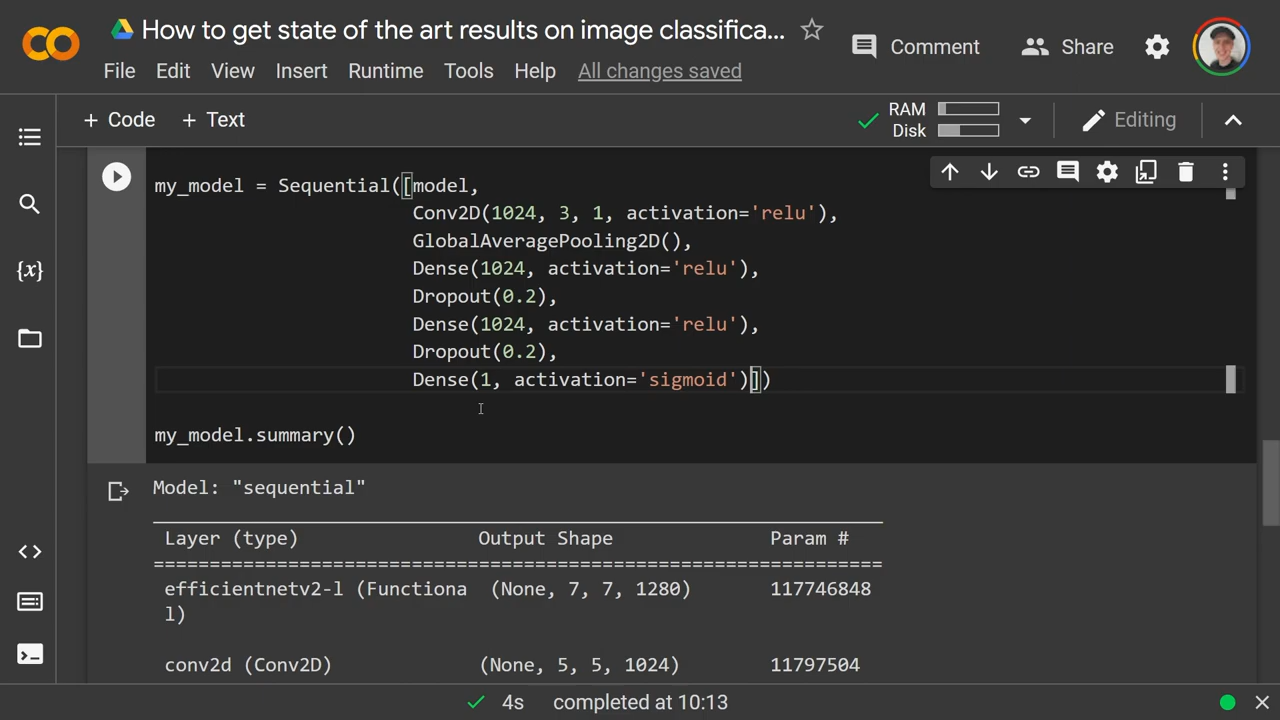 How to get state of the art results on image classifica...
Comment
Share
File Edit View Insert Runtime Tools Help All changes saved
+ Code + Text
RAM
Disk
Editing
my_model = Sequential([model,
Conv2D(1024, 3, 1, activation='relu'),
GlobalAveragePooling2D(),
Dense(1024, activation='relu'),
Dropout(0.2),
Dense(1024, activation='relu'),
Dropout(0.2),
Dense(1, activation='sigmoid')])
my_model.summary()
Model: "sequential"
Layer (type) Output Shape Param #
=================================================================
efficientnetv2-l (Functiona (None, 7, 7, 1280) 117746848
l)
conv2d (Conv2D) (None, 5, 5, 1024) 11797504
4s completed at 10:13